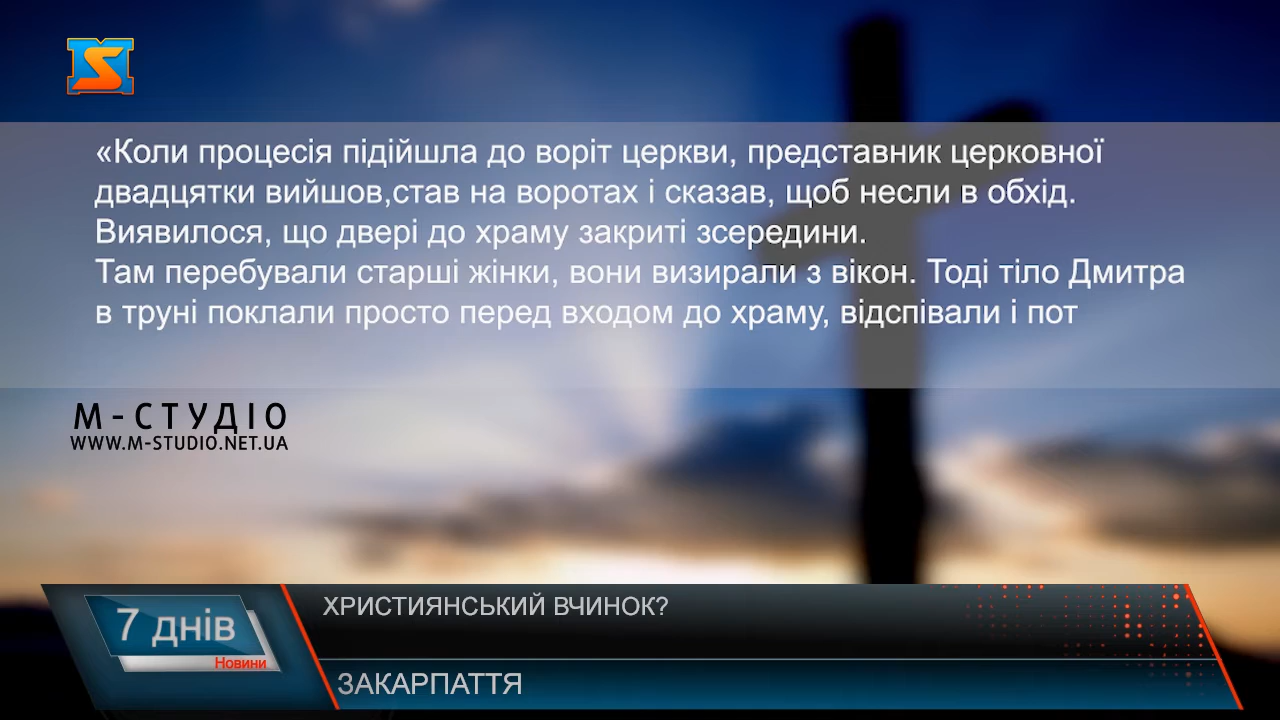 «Коли процесія підійшла до воріт церкви, представник церковної
двадцятки вийшов,став на воротах і сказав, щоб несли в обхід.
Виявилося, що двері до храму закриті зсередини.
Там перебували старші жінки, вони визирали з вікон. Тоді тіло Дмитра
в труні поклали просто перед входом до храму, відспівали і пот
М-СТУДІО
WWW.M-STUDIO.NET.UA
7 днів
Новини
ХРИСТИЯНСЬКИЙ ВЧИНОК?
ЗАКАРПАТТЯ